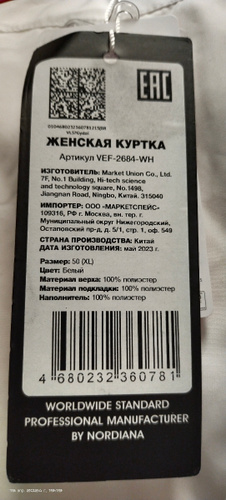 EAC
ЖЕНСКАЯ КУРТКА
Артикул VEF-2684-WH
ИЗГОТОВИТЕЛЬ: Market Union Co., Ltd.
7F, No.1 Building, Hi-tech science
and technology square, No.1498,
Jiangnan Road, Ningbo, Китай. 315040
ИМПОРТЕР: ООО «МАРКЕТСПЕЙС»
109316, РФ г. Москва, вн. тер. г.
Муниципальный округ Нижегородский,
Остаповский пр-д, д. 5/1, стр. 1, оф. 549
СТРАНА ПРОИЗВОДСТВА: Китай
ДАТА ИЗГОТОВЛЕНИЯ: май 2023 г.
Размер: 50 (XL)
Цвет: Белый
Материал верха: 100% полиэстер
Материал подкладки: 100% полиэстер
Наполнитель: 100% полиэстер
4 680232 360781
WORLDWIDE STANDARD
PROFESSIONAL MANUFACTURER
BY NORDIANA